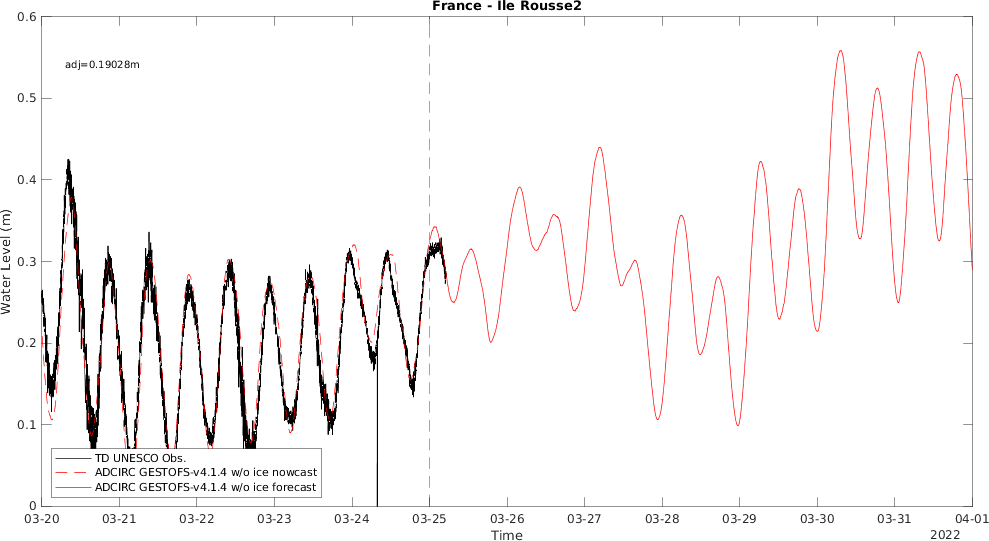 France - Ile Rousse2
adj=0.19028m
Water Level (m)
0.6
0.5
0.4
0.3
0.2
0.1
0
TD UNESCO Obs.
ADCIRC GESTOFS-v4.1.4 w/o ice nowcast
ADCIRC GESTOFS-v4.1.4 w/o ice forecast
03-20 03-21 03-22 03-23 03-24 03-25 03-26 03-27 03-28 03-29 03-30 03-31 04-01
Time
2022